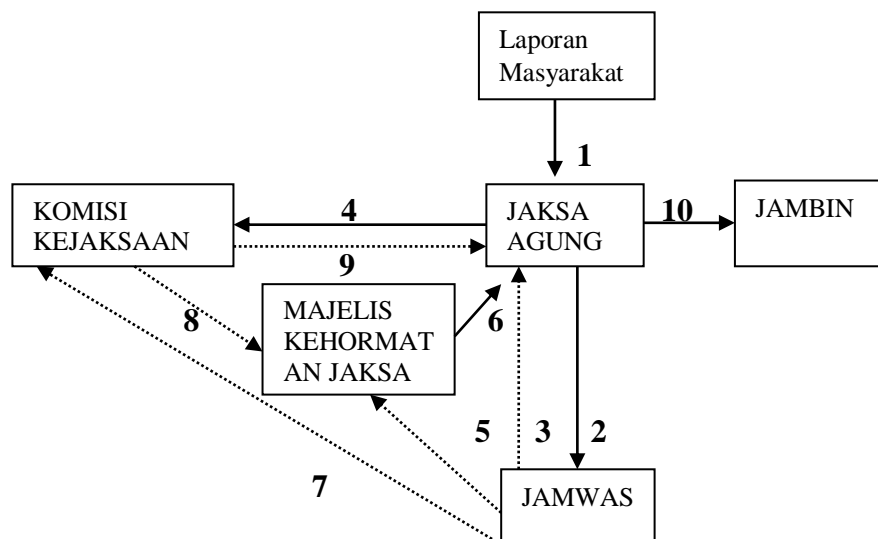 Laporan
Masyarakat
1
KOMISI
KEJAKSAAN
4
JAKSA
AGUNG
10
JAMBIN
9
8
MAJELIS
KEHORMAT
AN JAKSA
6
5
3
2
7
JAMWAS